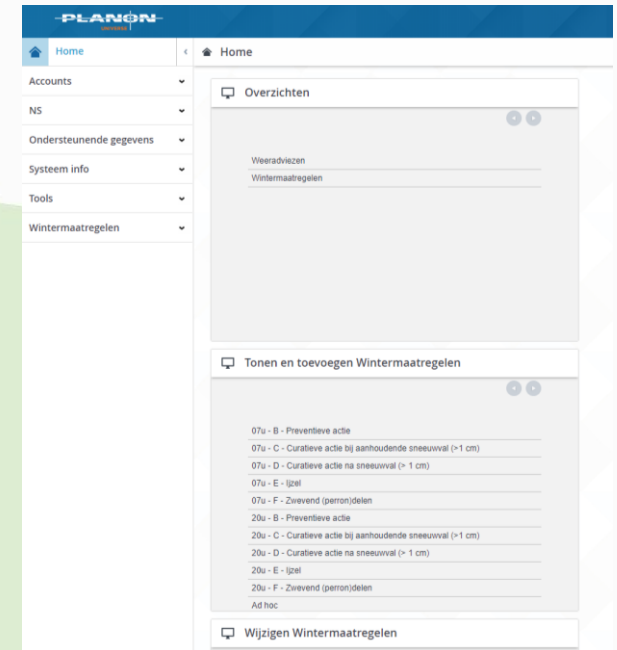 PLANON
UNIVERSE
Home
Home
Accounts
NS
Ondersteunende gegevens
Systeem info
Tools
Wintermaatregelen
Overzichten
Weeradviezen
Wintermaatregelen
Tonen en toevoegen Wintermaatregelen
07u - B - Preventieve actie
07u - C - Curatieve actie bij aanhoudende sneeuwval (>1 cm)
07u - D - Curatieve actie na sneeuwval (> 1 cm)
07u - E - Ijzel
07u - F - Zwevend (perron)delen
20u - B - Preventieve actie
20u - C - Curatieve actie bij aanhoudende sneeuwval (>1 cm)
20u - D - Curatieve actie na sneeuwval (> 1 cm)
20u - E - Ijzel
20u - F - Zwevend (perron)delen
Ad hoc
Wijzigen Wintermaatregelen